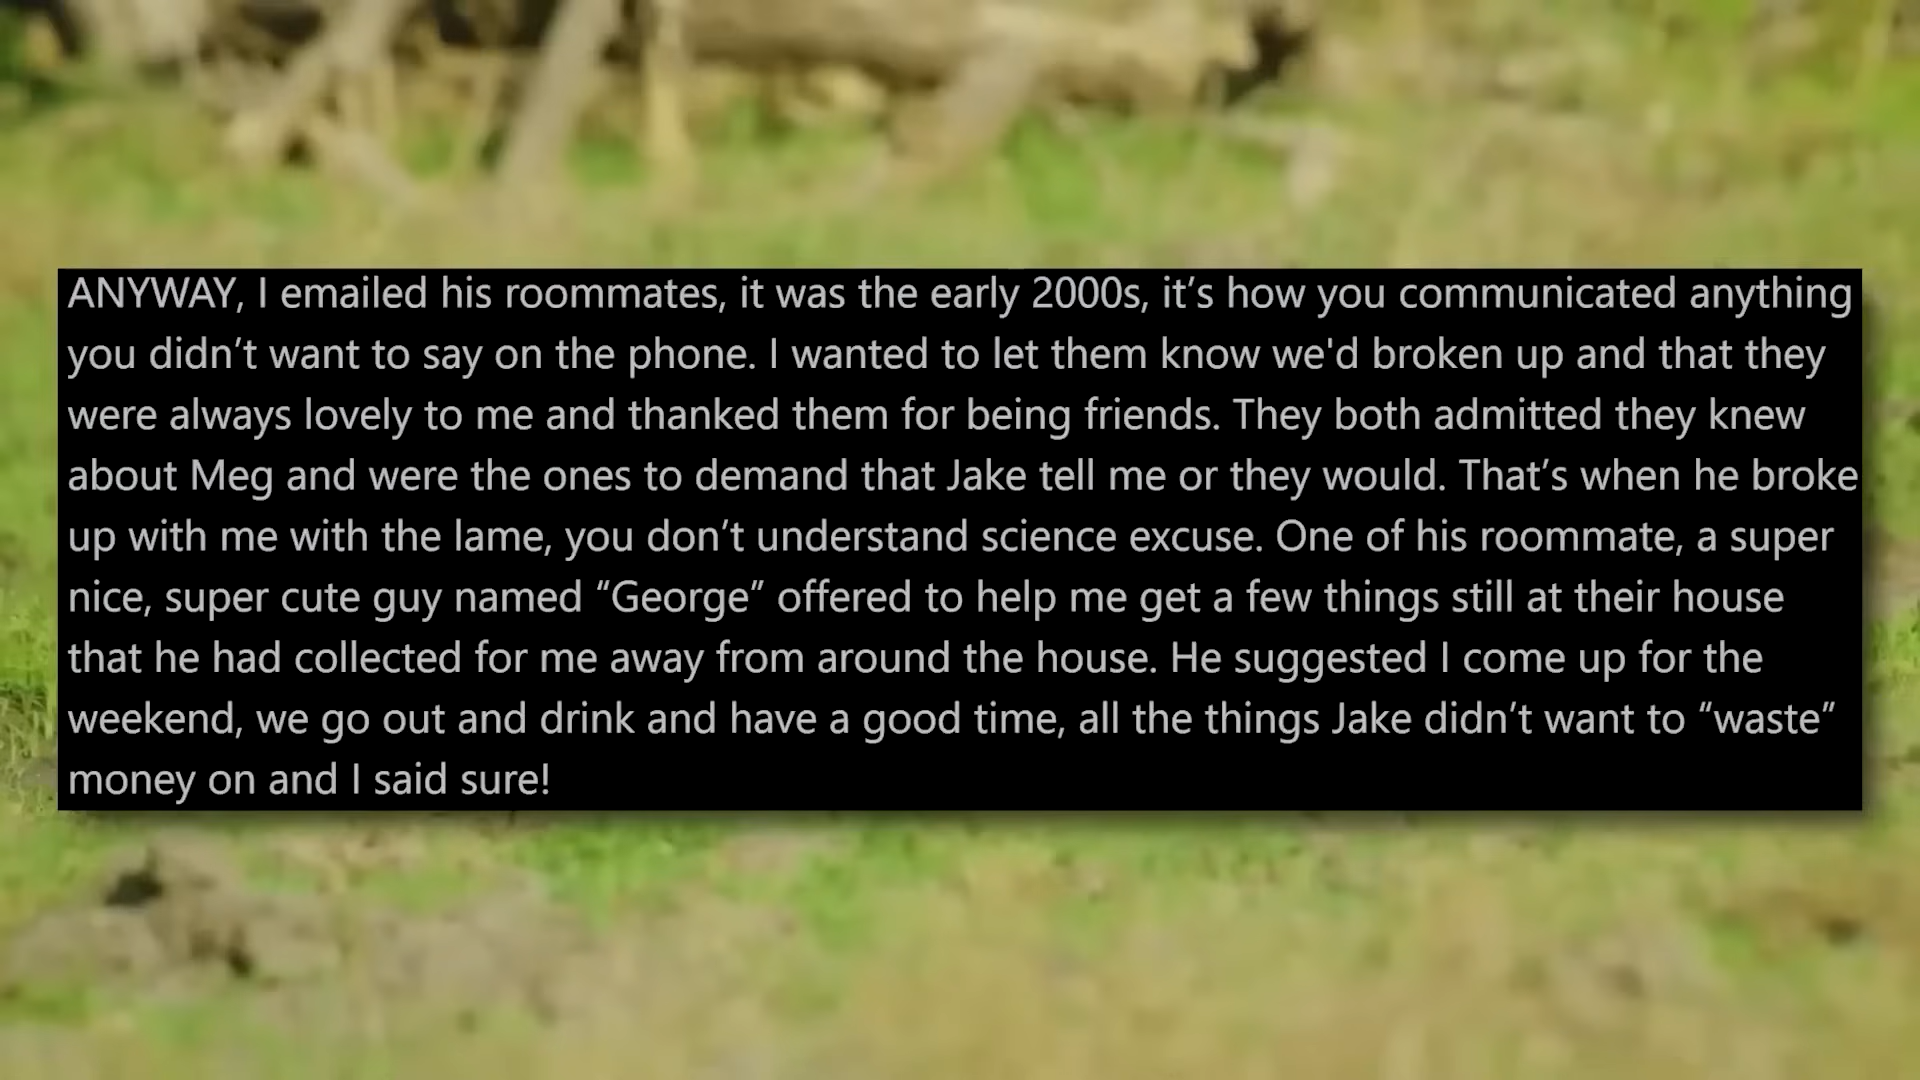 ANYWAY, I emailed his roommates, it was the early 2000s, it’s how you communicated anything
you didn’t want to say on the phone. I wanted to let them know we'd broken up and that they
were always lovely to me and thanked them for being friends. They both admitted they knew
about Meg and were the ones to demand that Jake tell me or they would. That’s when he broke
up with me with the lame, you don’t understand science excuse. One of his roommate, a super
nice, super cute guy named “George” offered to help me get a few things still at their house
that he had collected for me away from around the house. He suggested I come up for the
weekend, we go out and drink and have a good time, all the things Jake didn’t want to “waste”
money on and I said sure!